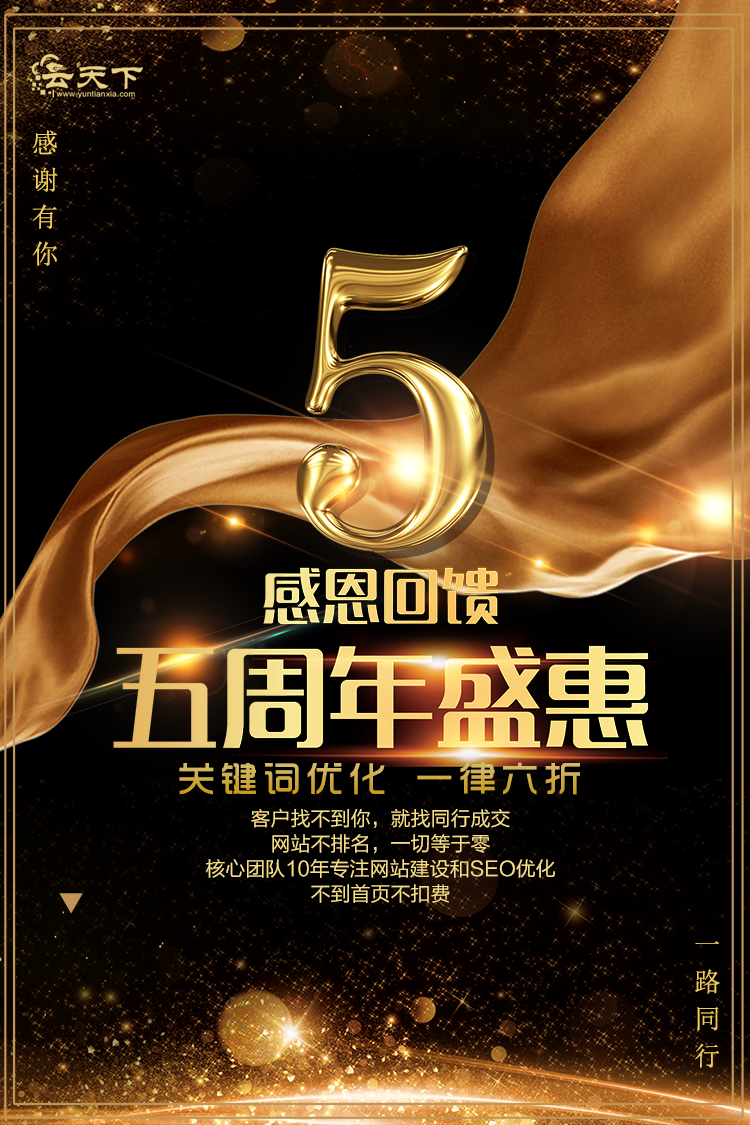 云天下
www.yuntianxia.com
感谢有你
5
感恩回馈
五周年盛惠
关键词优化 一律六折
客户找不到你，就找同行成交
网站不排名，一切等于零
核心团队10年专注网站建设和SEO优化
不到首页不扣费
一路同行